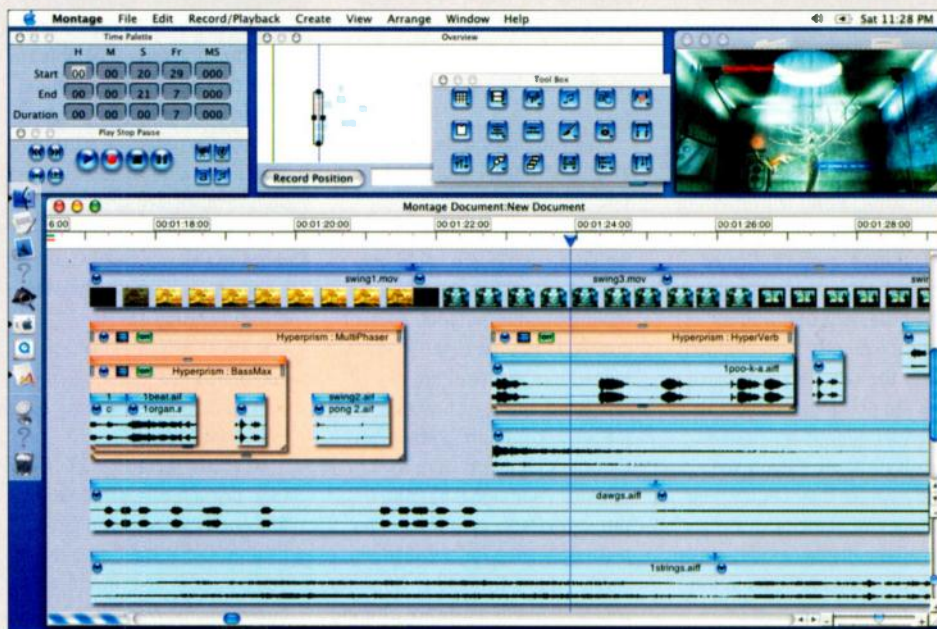 Montage File Edit Record/Playback Create View Arrange Window Help Sat 11:28 PM
Time Palette
H M S Fr MS
Start 00 00 20 29 000
End 00 00 21 7 000
Duration 00 00 00 7 000
Play Stop Pause
Overview
Record Position
Tool Box
Montage Document:New Document
6:00 00:01:18:00 00:01:20:00 00:01:22:00 00:01:24:00 00:01:26:00 00:01:28:00
swing1.mov swing3.mov swin
Hyperprism : MultiPhaser Hyperprism : HyperVerb
Hyperprism : BassMax 1poo-k-a.aiff
1 1beat.aif swing2.aif
1organ.a pong 2.aif
dawgs.aiff
1strings.aiff